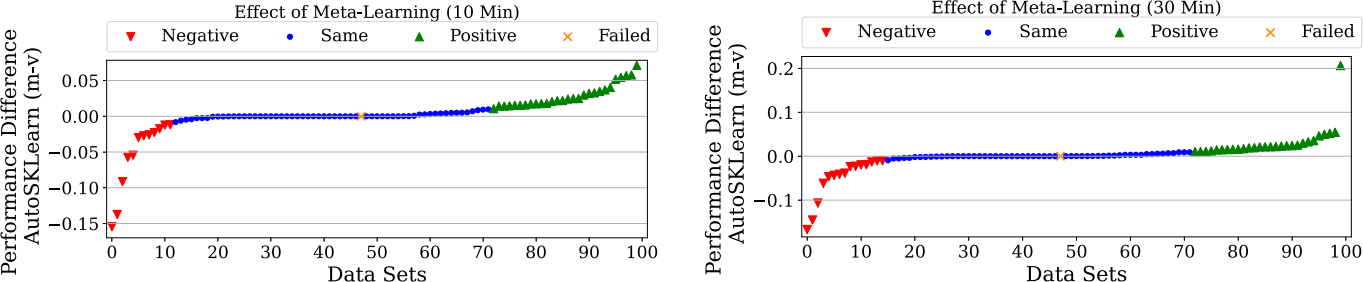 Effect of Meta-Learning (10 Min)
Negative Same Positive Failed
Performance Difference
AutoSKLearn (m-v)
0.05
0.00
−0.05
−0.10
−0.15
0 10 20 30 40 50 60 70 80 90 100
Data Sets
Effect of Meta-Learning (30 Min)
Negative Same Positive Failed
Performance Difference
AutoSKLearn (m-v)
0.2
0.1
0.0
−0.1
0 10 20 30 40 50 60 70 80 90 100
Data Sets